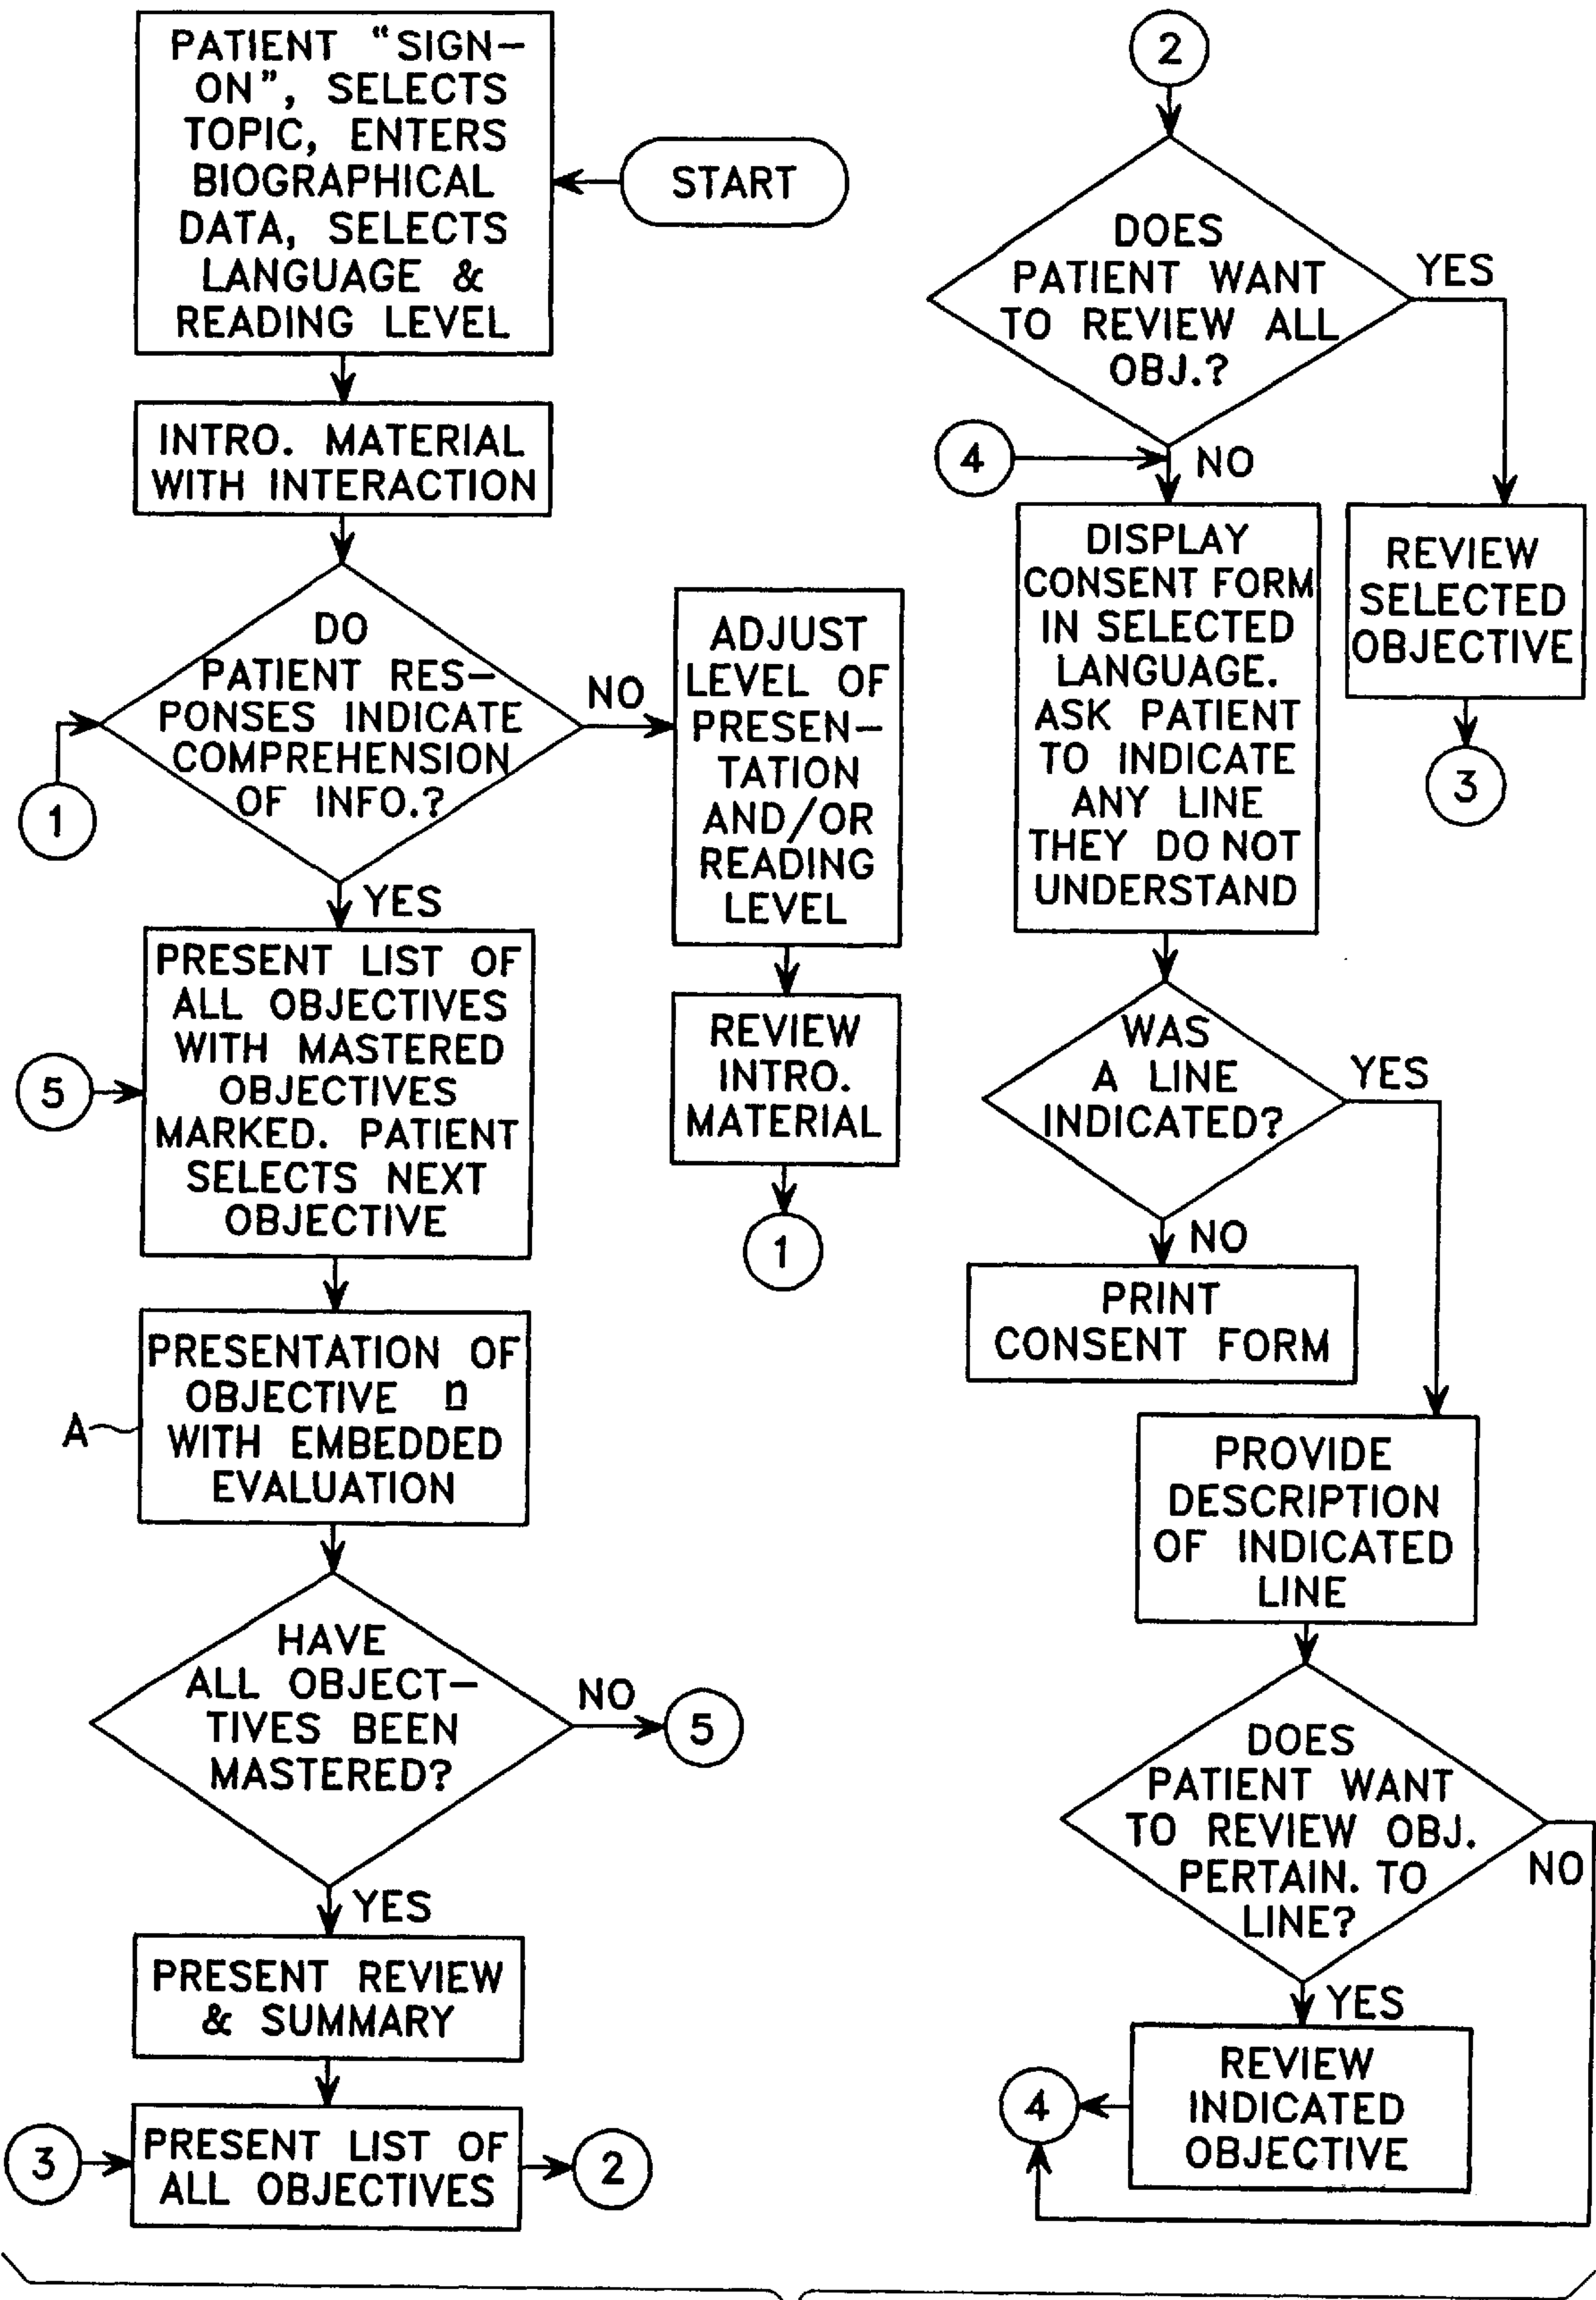 PATIENT “SIGN-
ON”, SELECTS
TOPIC, ENTERS
BIOGRAPHICAL
DATA, SELECTS
LANGUAGE &
READING LEVEL
START
INTRO. MATERIAL
WITH INTERACTION
DO
PATIENT RES-
PONSES INDICATE
COMPREHENSION
OF INFO.?
NO
1
YES
ADJUST
LEVEL OF
PRESEN-
TATION
AND/OR
READING
LEVEL
REVIEW
INTRO.
MATERIAL
1
5
PRESENT LIST OF
ALL OBJECTIVES
WITH MASTERED
OBJECTIVES
MARKED. PATIENT
SELECTS NEXT
OBJECTIVE
A
PRESENTATION OF
OBJECTIVE n
WITH EMBEDDED
EVALUATION
HAVE
ALL OBJECT-
TIVES BEEN
MASTERED?
NO
5
YES
PRESENT REVIEW
& SUMMARY
3
PRESENT LIST OF
ALL OBJECTIVES
2
2
DOES
PATIENT WANT
TO REVIEW ALL
OBJ.?
YES
4
NO
DISPLAY
CONSENT FORM
IN SELECTED
LANGUAGE.
ASK PATIENT
TO INDICATE
ANY LINE
THEY DO NOT
UNDERSTAND
REVIEW
SELECTED
OBJECTIVE
3
WAS
A LINE
INDICATED?
YES
NO
PRINT
CONSENT FORM
PROVIDE
DESCRIPTION
OF INDICATED
LINE
DOES
PATIENT WANT
TO REVIEW OBJ.
PERTAIN. TO
LINE?
NO
YES
REVIEW
INDICATED
OBJECTIVE
4